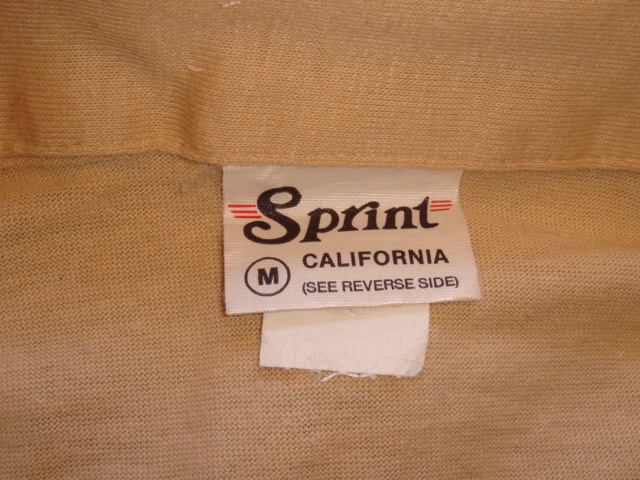 Sprint
CALIFORNIA
M
(SEE REVERSE SIDE)